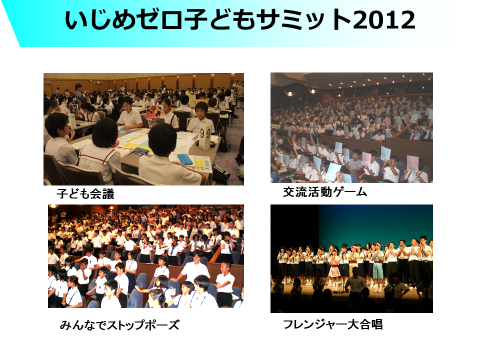 いじめゼロ子どもサミット2012
子ども会議
交流活動ゲーム
みんなでストップポーズ
フレンジャー大合唱